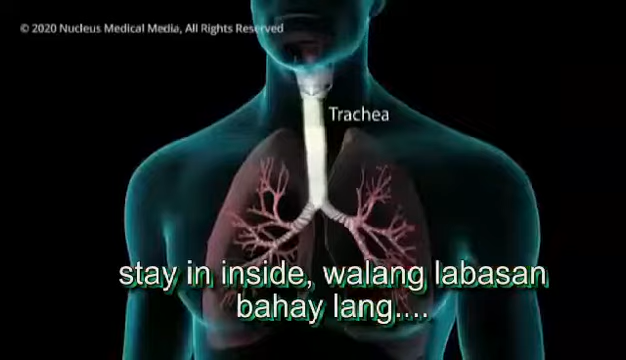 © 2020 Nucleus Medical Media, All Rights Reserved
Trachea
stay in inside, walang labasan
bahay lang....